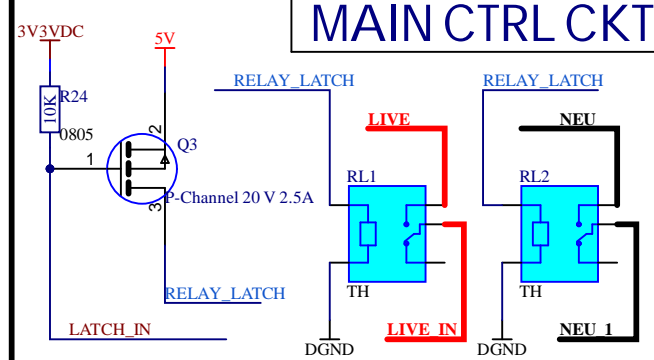 MAIN CTRL CKT
3V3VDC
5V
RELAY_LATCH
RELAY_LATCH
R24
10K
0805
LIVE
NEU
2
Q3
1
RL1
RL2
P-Channel 20 V 2.5A
3
RELAY_LATCH
TH
TH
LATCH_IN
LIVE_IN
NEU_1
DGND
DGND